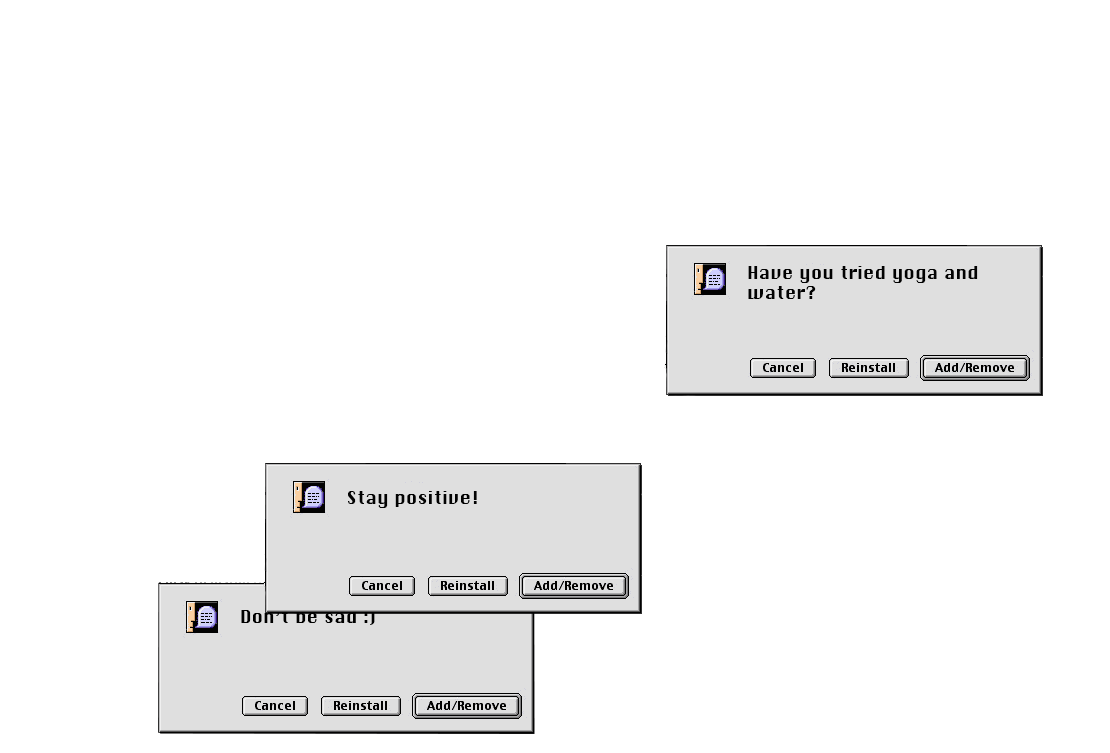 Have you tried yoga and
water?
Cancel Reinstall Add/Remove
Stay positive!
Cancel Reinstall Add/Remove
Don't be sad :)
Cancel Reinstall Add/Remove